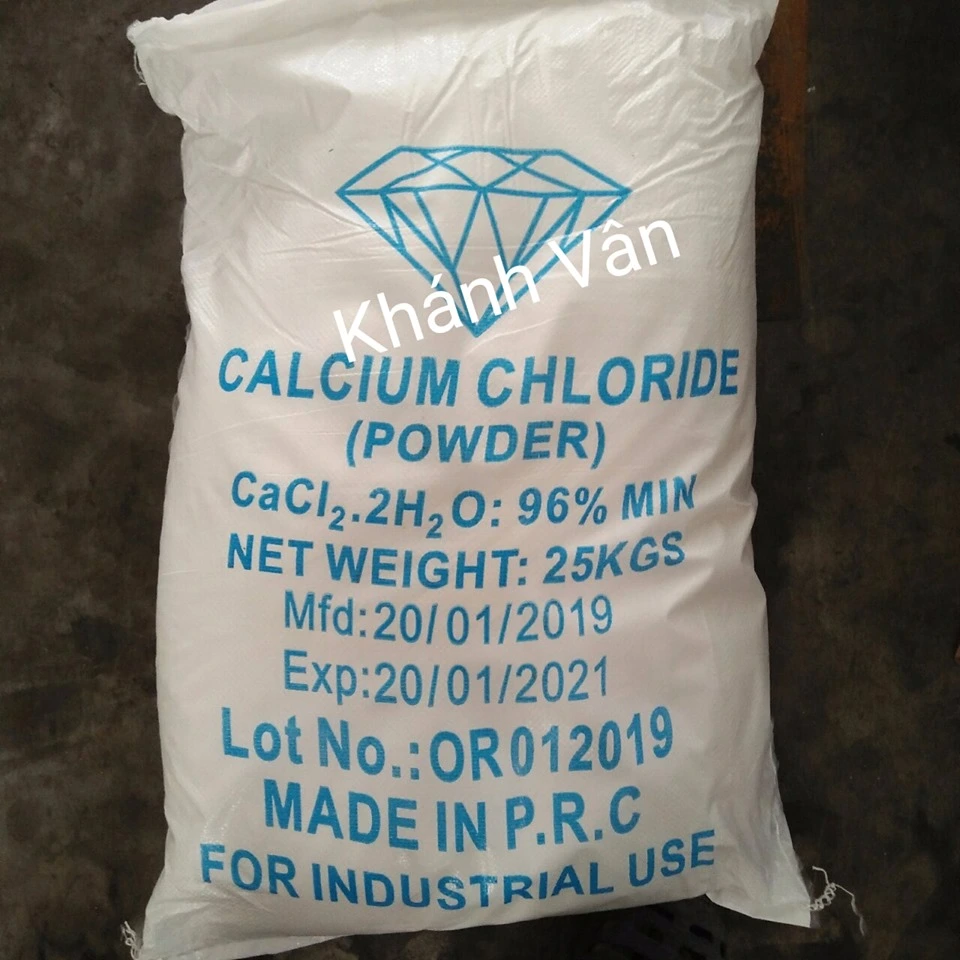 Khánh Vân
CALCIUM CHLORIDE
(POWDER)
CaCl₂.2H₂O: 96% MIN
NET WEIGHT: 25KGS
Mfd:20/01/2019
Exp:20/01/2021
Lot No.:OR012019
MADE IN P.R.C
FOR INDUSTRIAL USE